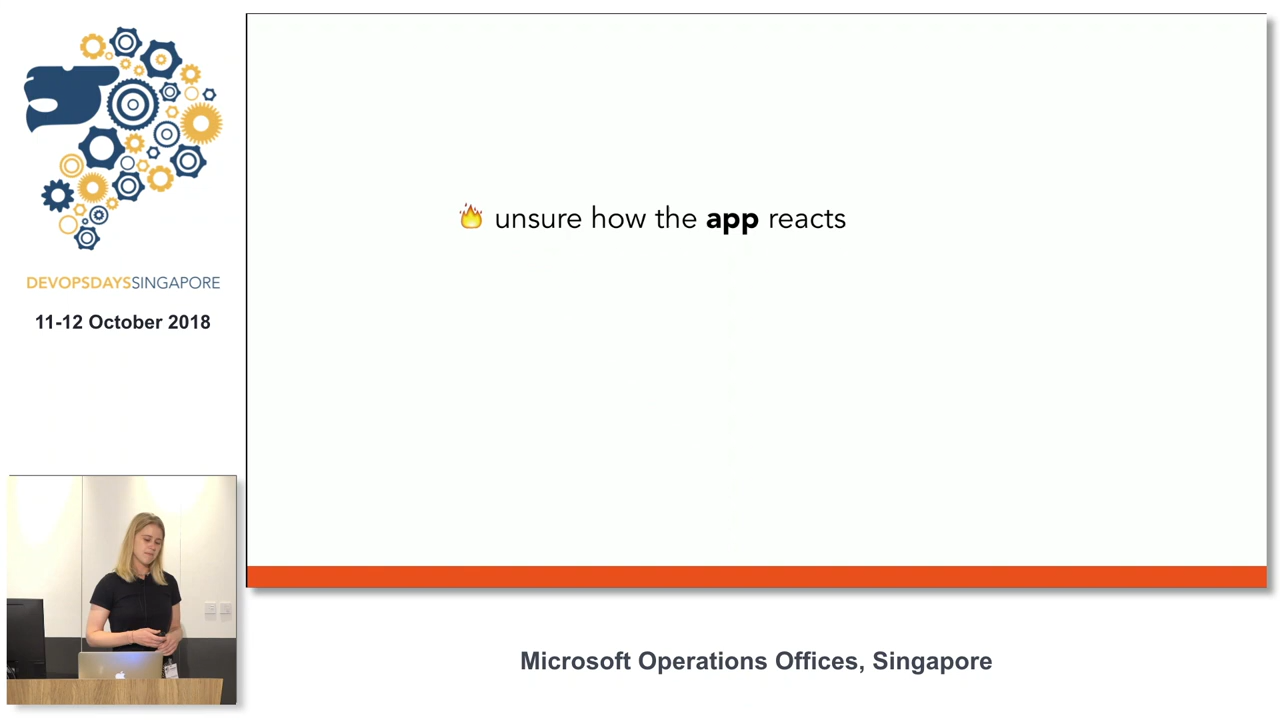 DEVOPSDAYSSINGAPORE
11-12 October 2018
🔥 unsure how the app reacts
Microsoft Operations Offices, Singapore